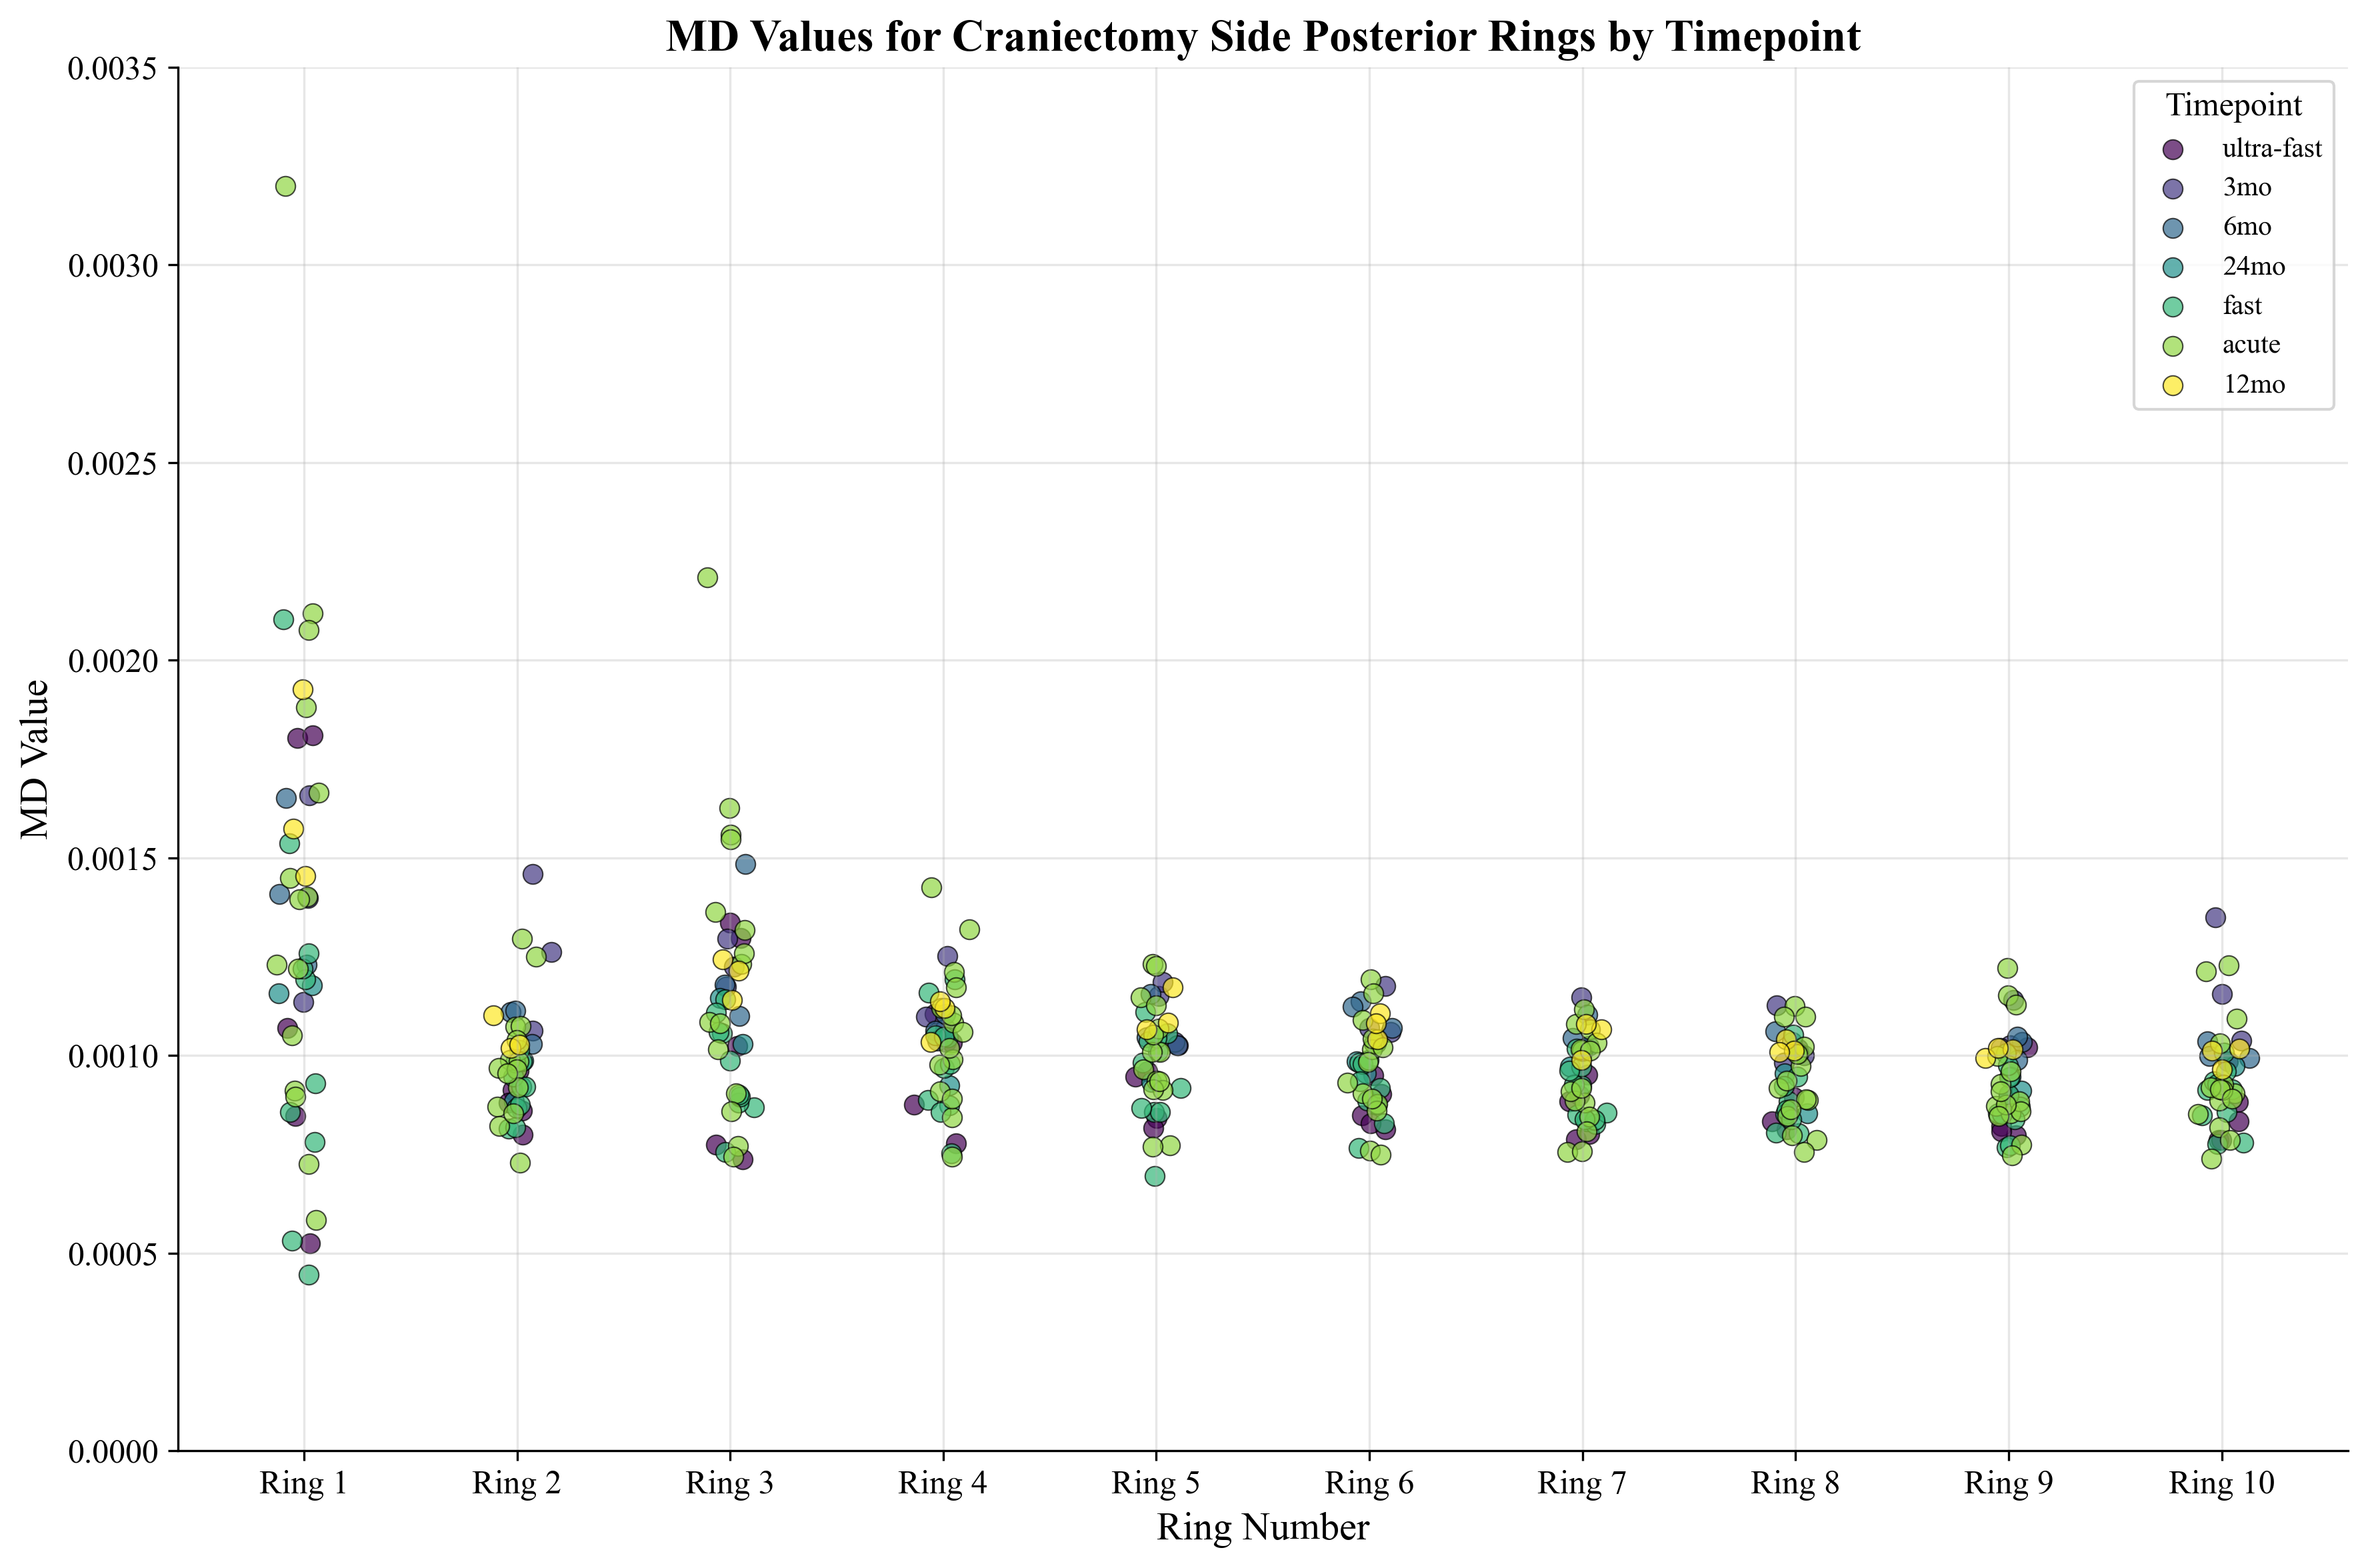 MD Values for Craniectomy Side Posterior Rings by Timepoint
0.0035
0.0030
0.0025
0.0020
0.0015
0.0010
0.0005
0.0000
MD Value
Timepoint
ultra-fast
3mo
6mo
24mo
fast
acute
12mo
Ring 1 Ring 2 Ring 3 Ring 4 Ring 5 Ring 6 Ring 7 Ring 8 Ring 9 Ring 10
Ring Number